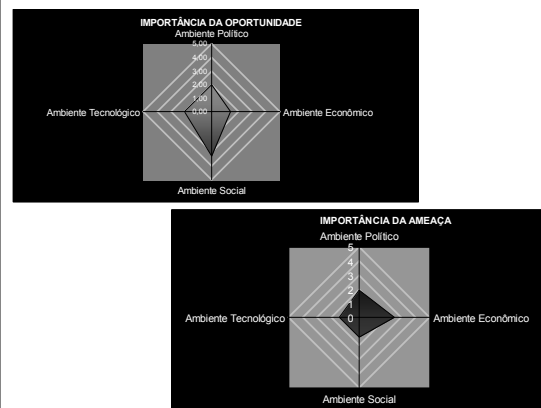 IMPORTÂNCIA DA OPORTUNIDADE
Ambiente Político
5,00
4,00
3,00
2,00
1,00
0,00
Ambiente Tecnológico
Ambiente Econômico
Ambiente Social
IMPORTÂNCIA DA AMEAÇA
Ambiente Político
5
4
3
2
1
0
Ambiente Tecnológico
Ambiente Econômico
Ambiente Social